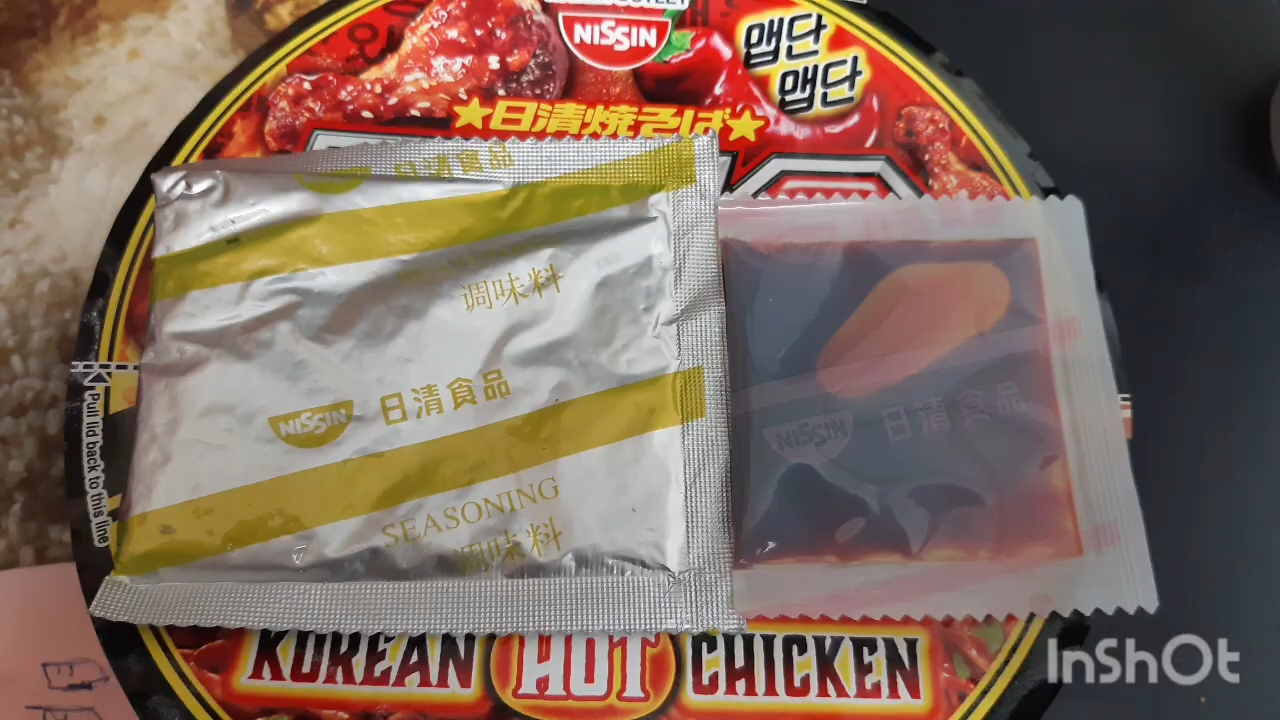 NISSIN
맵단
맵단
★日清焼そば★
日清食品
调味料
NISSIN 日清食品
SEASONING
调味料
NISSIN 日清食品
Pull lid back to this line
KOREAN HOT CHICKEN
InShOt